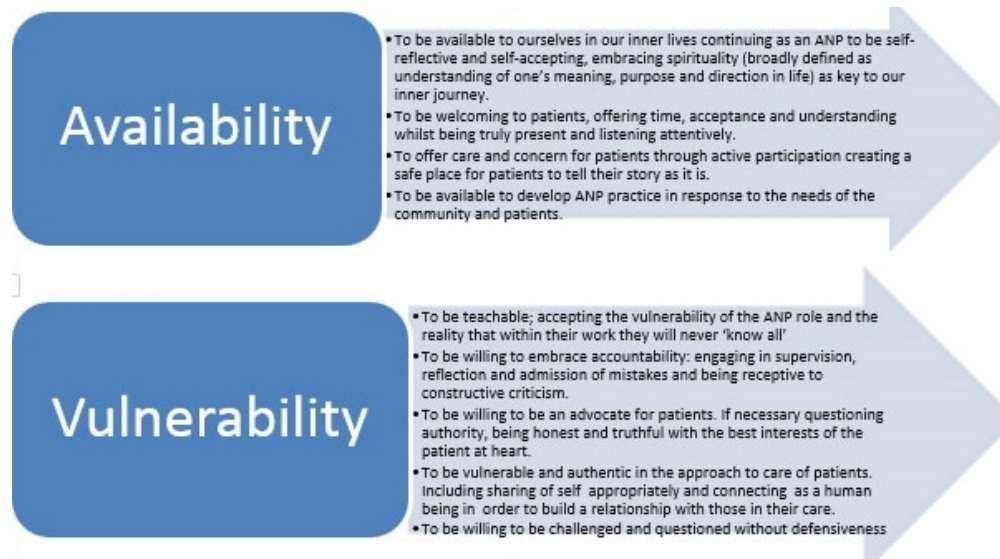 Availability
•To be available to ourselves in our inner lives continuing as an ANP to be self-
reflective and self-accepting, embracing spirituality (broadly defined as
understanding of one's meaning, purpose and direction in life) as key to our
inner journey.
•To be welcoming to patients, offering time, acceptance and understanding
whilst being truly present and listening attentively.
•To offer care and concern for patients through active participation creating a
safe place for patients to tell their story as it is.
•To be available to develop ANP practice in response to the needs of the
community and patients.
Vulnerability
•To be teachable; accepting the vulnerability of the ANP role and the
reality that within their work they will never 'know all'
•To be willing to embrace accountability: engaging in supervision,
reflection and admission of mistakes and being receptive to
constructive criticism.
•To be willing to be an advocate for patients. If necessary questioning
authority, being honest and truthful with the best interests of the
patient at heart.
•To be vulnerable and authentic in the approach to care of patients.
Including sharing of self appropriately and connecting as a human
being in order to build a relationship with those in their care.
•To be willing to be challenged and questioned without defensiveness